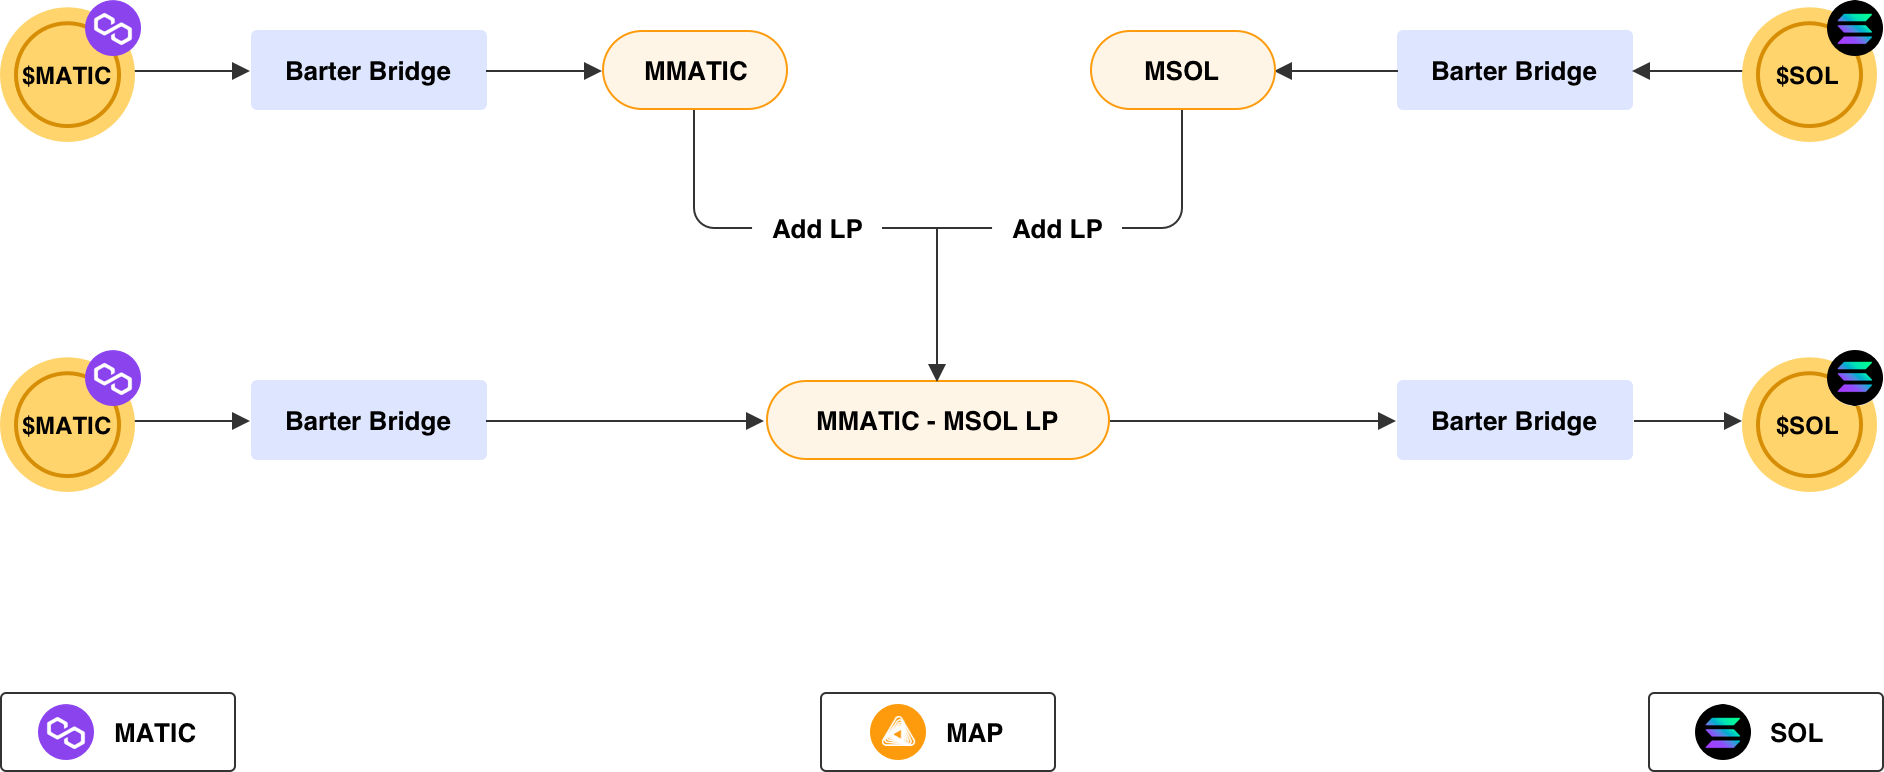 $MATIC
Barter Bridge
MMATIC
MSOL
Barter Bridge
$SOL
Add LP
Add LP
$MATIC
Barter Bridge
MMATIC - MSOL LP
Barter Bridge
$SOL
MATIC
MAP
SOL